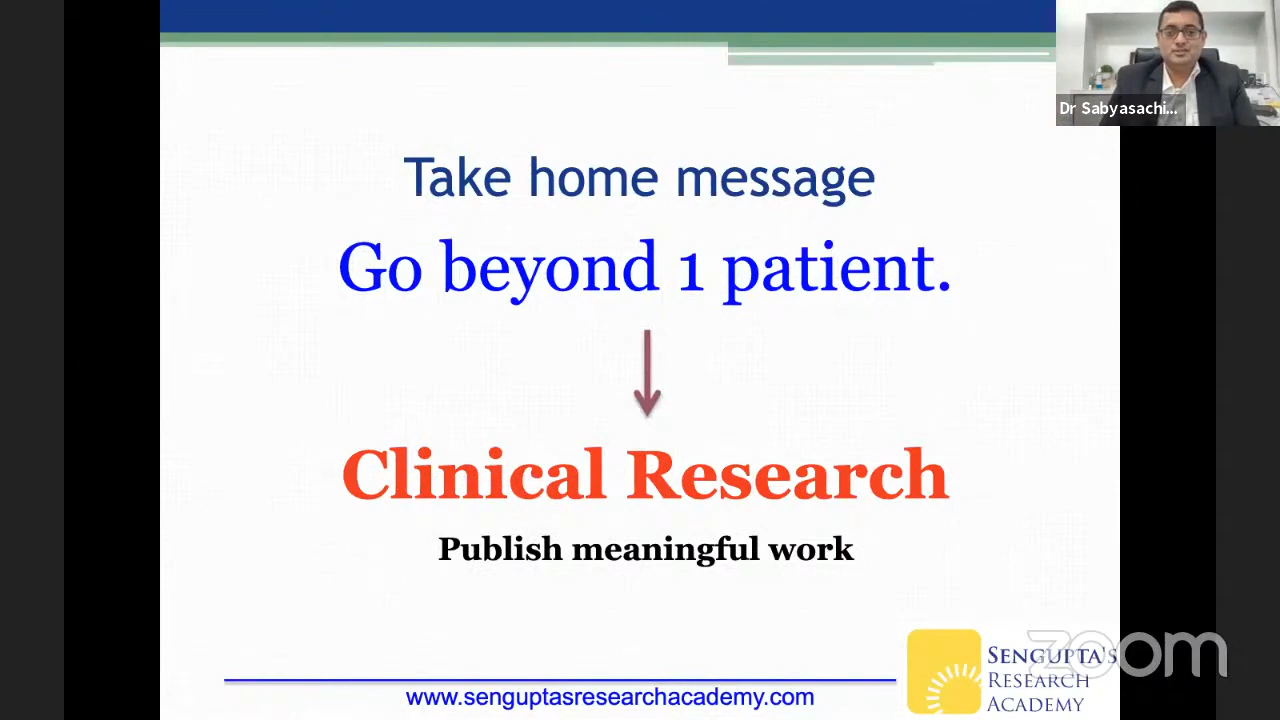 Dr Sabyasachi...
Take home message
Go beyond 1 patient.
Clinical Research
Publish meaningful work
zoom
SENGUPTA'S
RESEARCH
ACADEMY
www.senguptasresearchacademy.com